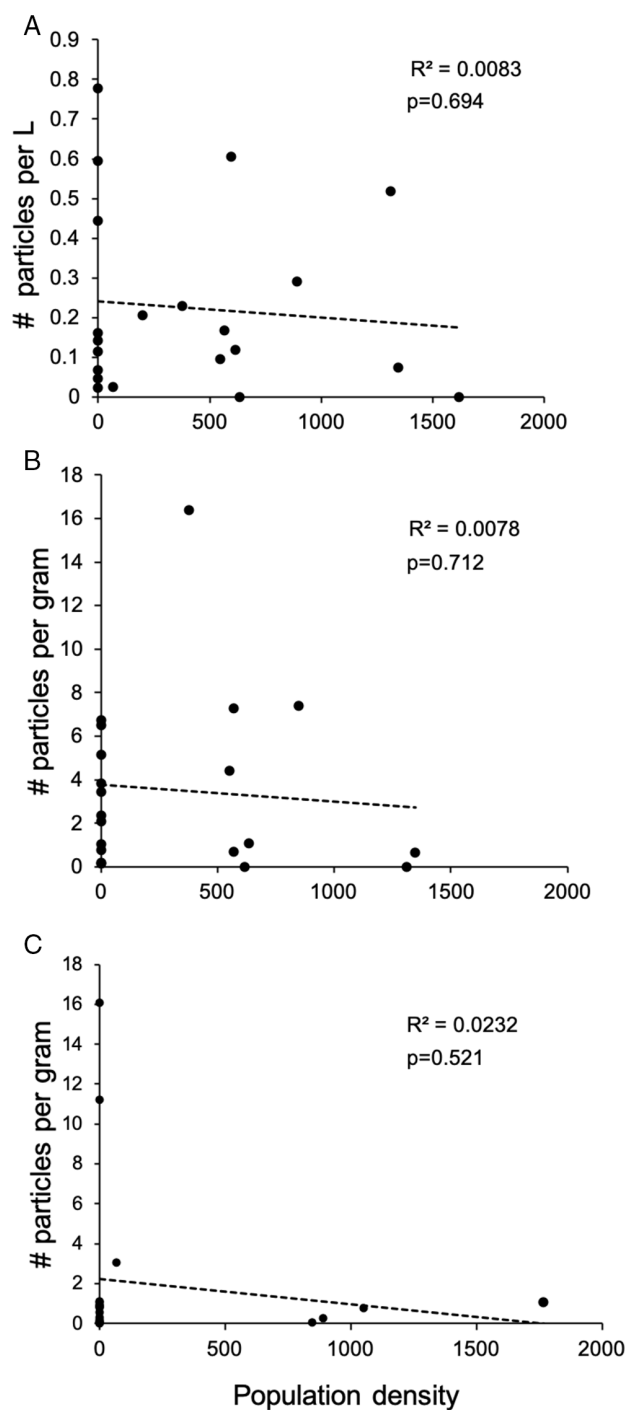 A
# particles per L
0.9
0.8
0.7
0.6
0.5
0.4
0.3
0.2
0.1
0
R² = 0.0083
p=0.694
0 500 1000 1500 2000
B
# particles per gram
18
16
14
12
10
8
6
4
2
0
R² = 0.0078
p=0.712
0 500 1000 1500 2000
C
# particles per gram
18
16
14
12
10
8
6
4
2
0
R² = 0.0232
p=0.521
0 500 1000 1500 2000
Population density